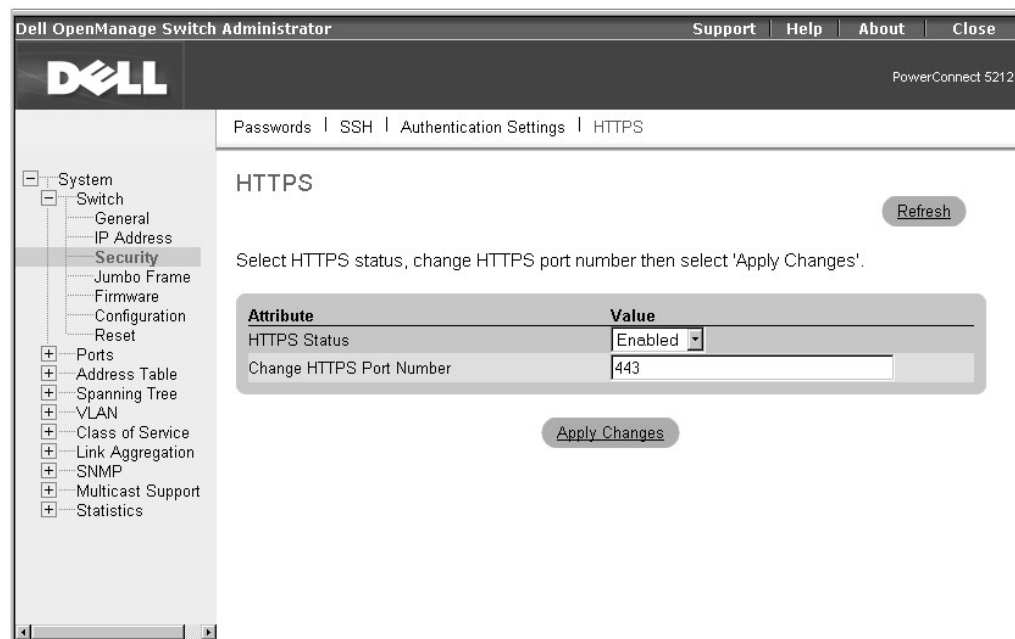 Dell OpenManage Switch Administrator Support Help About Close
DELL
PowerConnect 5212
Passwords | SSH | Authentication Settings | HTTPS
System
Switch
General
IP Address
Security
Jumbo Frame
Firmware
Configuration
Reset
Ports
Address Table
Spanning Tree
VLAN
Class of Service
Link Aggregation
SNMP
Multicast Support
Statistics
HTTPS
Refresh
Select HTTPS status, change HTTPS port number then select 'Apply Changes'.
Attribute Value
HTTPS Status Enabled
Change HTTPS Port Number 443
Apply Changes